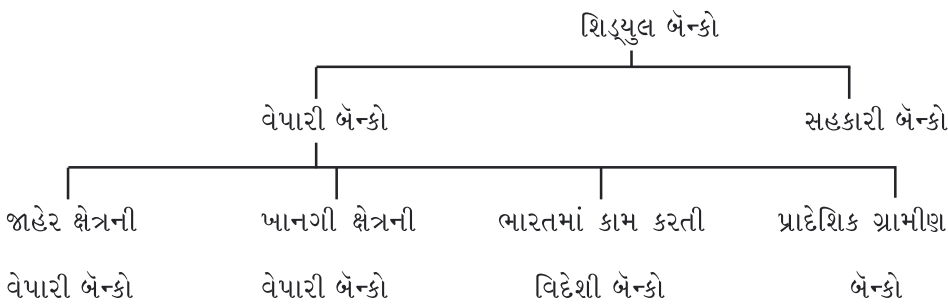 શિડ્યુલ બૅન્કો
વેપારી બૅન્કો સહકારી બૅન્કો
જાહેર ક્ષેત્રની ખાનગી ક્ષેત્રની ભારતમાં કામ કરતી પ્રાદેશિક ગ્રામીણ
વેપારી બૅન્કો વેપારી બૅન્કો વિદેશી બૅન્કો બૅન્કો